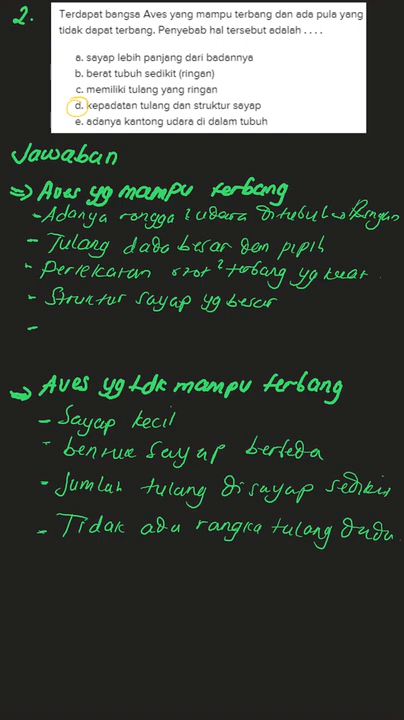 2.
Terdapat bangsa Aves yang mampu terbang dan ada pula yang
tidak dapat terbang. Penyebab hal tersebut adalah . . . .
a. sayap lebih panjang dari badannya
b. berat tubuh sedikit (ringan)
c. memiliki tulang yang ringan
d. kepadatan tulang dan struktur sayap
e. adanya kantong udara di dalam tubuh
Jawaban
=> Aves yg mampu terbang
- Adanya rongga² udara di tubuh → Ringan
- Tulang dada besar dan pipih
- Perlekatan otot² terbang yg kuat.
- Struktur sayap yg besar
-
→ Aves yg tdk mampu terbang
- Sayap kecil
- bentuk sayap berbeda
- Jumlah tulang di sayap sedikit
- Tidak ada rangka tulang dada.